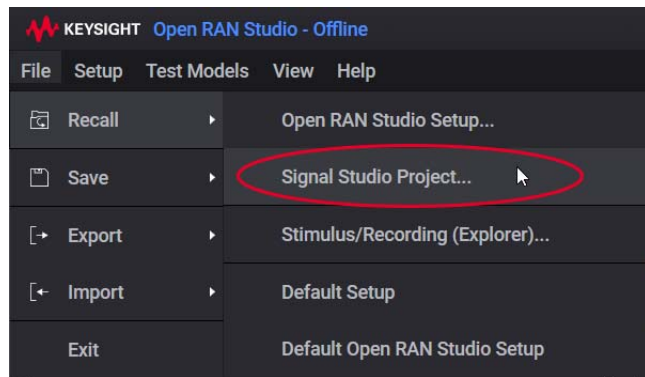 KEYSIGHT Open RAN Studio - Offline
File Setup Test Models View Help
Recall
Save
Export
Import
Exit
Open RAN Studio Setup...
Signal Studio Project...
Stimulus/Recording (Explorer)...
Default Setup
Default Open RAN Studio Setup